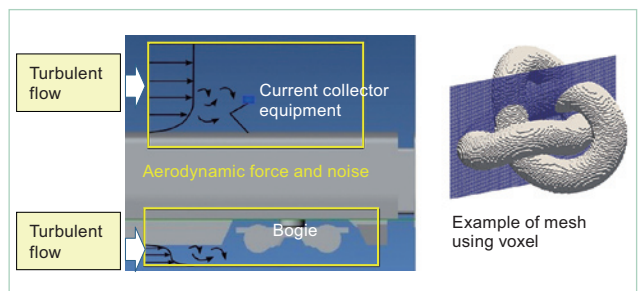 Turbulent
flow
Current collector
equipment
Aerodynamic force and noise
Turbulent
flow
Bogie
Example of mesh
using voxel